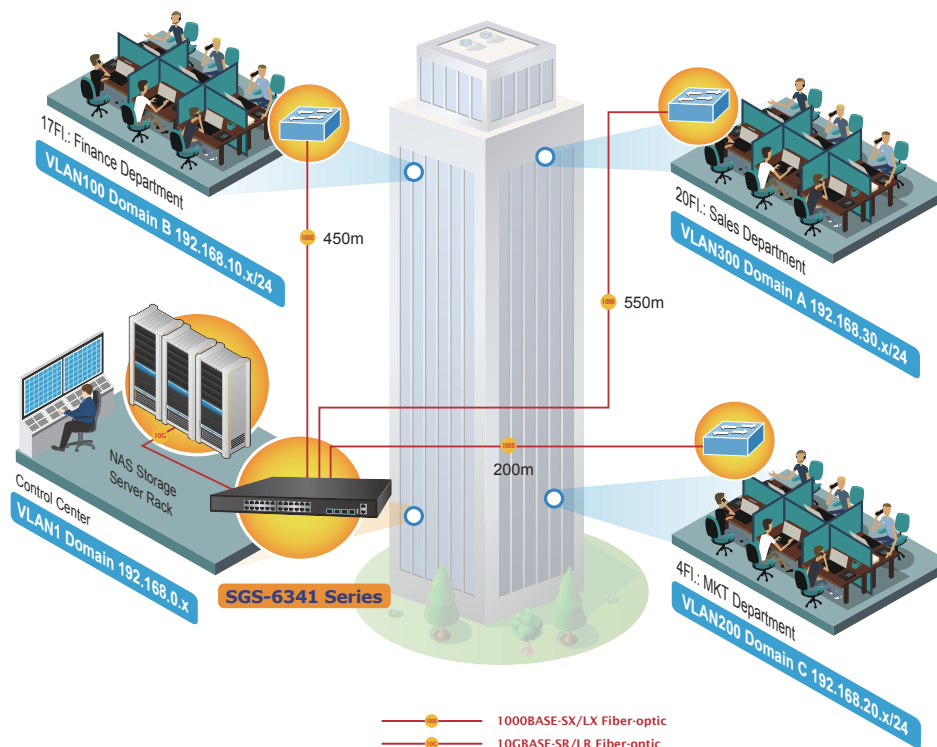 17Fl.: Finance Department
VLAN100 Domain B 192.168.10.x/24
1000
450m
20Fl.: Sales Department
VLAN300 Domain A 192.168.30.x/24
1000
550m
10G
NAS Storage
Server Rack
Control Center
VLAN1 Domain 192.168.0.x
SGS-6341 Series
1000
200m
4Fl.: MKT Department
VLAN200 Domain C 192.168.20.x/24
1000
1000BASE-SX/LX Fiber-optic
10G
10GBASE-SR/LR Fiber-optic